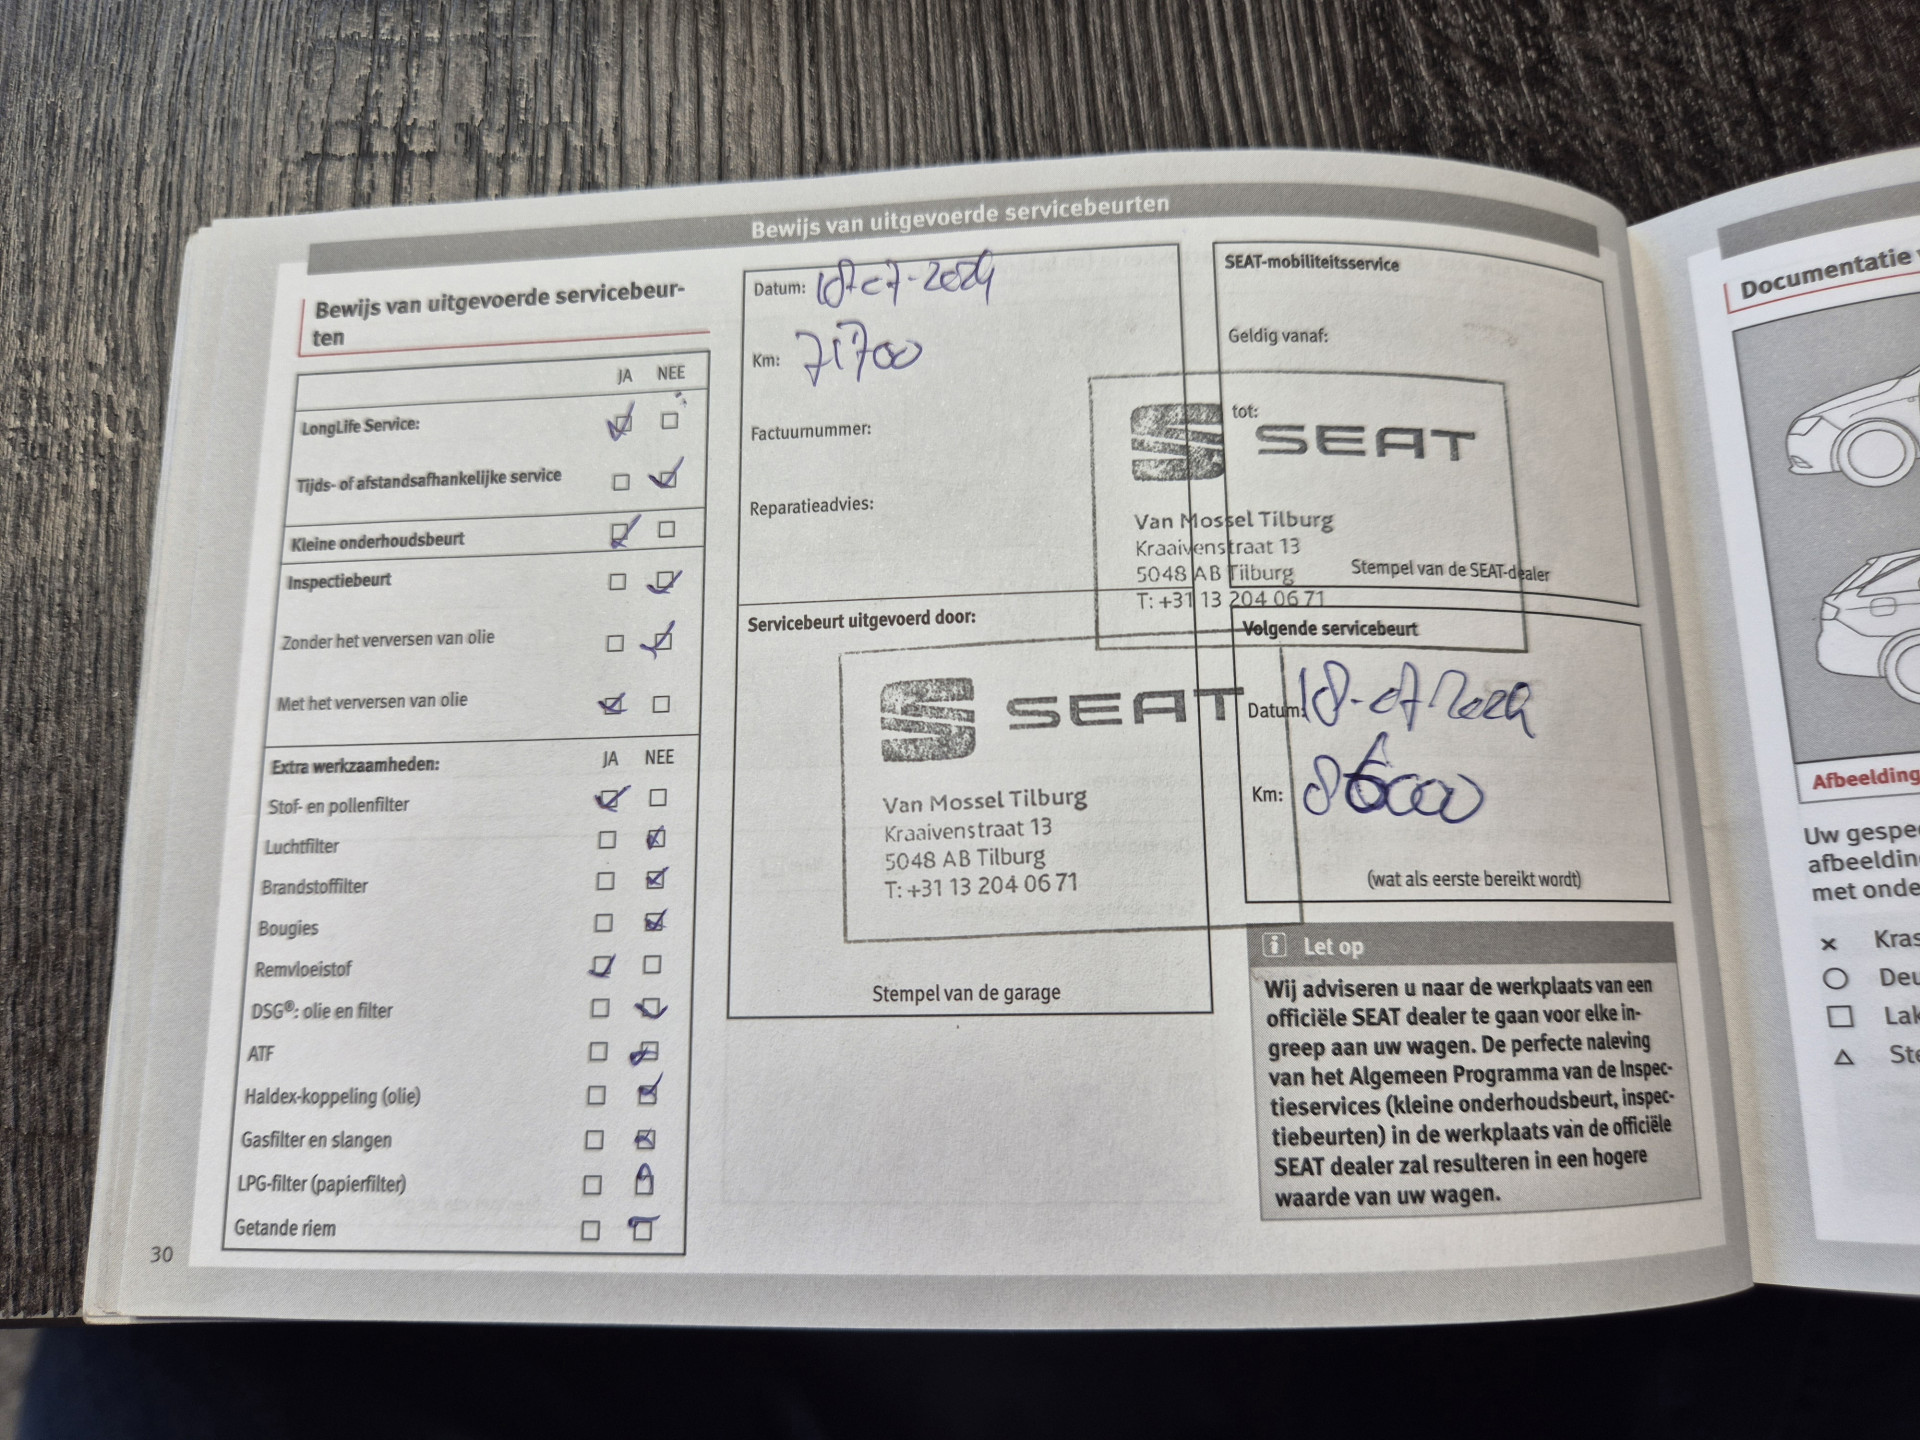 Bewijs van uitgevoerde servicebeurten
Bewijs van uitgevoerde servicebeur-
ten
JA NEE
LongLife Service:
Tijds- of afstandsafhankelijke service
Kleine onderhoudsbeurt
Inspectiebeurt
Zonder het verversen van olie
Met het verversen van olie
Extra werkzaamheden: JA NEE
Stof- en pollenfilter
Luchtfilter
Brandstoffilter
Bougies
Remvloeistof
DSG®: olie en filter
ATF
Haldex-koppeling (olie)
Gasfilter en slangen
LPG-filter (papierfilter)
Getande riem
30
Datum: 18-07-2024
Km: 71700
Factuurnummer:
Reparatieadvies:
Servicebeurt uitgevoerd door:
SEAT
Van Mossel Tilburg
Kraaivenstraat 13
5048 AB Tilburg
T: +31 13 204 06 71
Stempel van de garage
SEAT-mobiliteitsservice
Geldig vanaf:
tot:
SEAT
Van Mossel Tilburg
Kraaivenstraat 13
5048 AB Tilburg
T: +31 13 204 06 71
Stempel van de SEAT-dealer
Volgende servicebeurt
Datum: 18-07
Km: 86000
(wat als eerste bereikt wordt)
i Let op
Wij adviseren u naar de werkplaats van een
officiële SEAT dealer te gaan voor elke in-
greep aan uw wagen. De perfecte naleving
van het Algemeen Programma van de Inspec-
tieservices (kleine onderhoudsbeurt, inspec-
tiebeurten) in de werkplaats van de officiële
SEAT dealer zal resulteren in een hogere
waarde van uw wagen.
Documentatie
Afbeelding
Uw
met